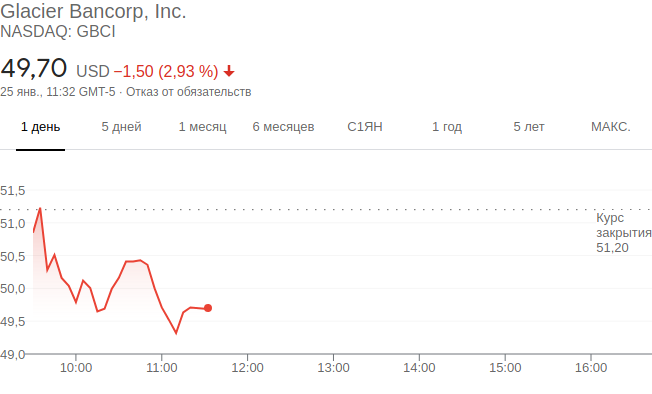 Glacier Bancorp, Inc.
NASDAQ: GBCI
49,70 USD −1,50 (2,93 %)
25 янв., 11:32 GMT-5 · Отказ от обязательств
1 день 5 дней 1 месяц 6 месяцев С1ЯН 1 год 5 лет МАКС.
51,5
51,0
50,5
50,0
49,5
49,0
Курс
закрытия
51,20
10:00 11:00 12:00 13:00 14:00 15:00 16:00